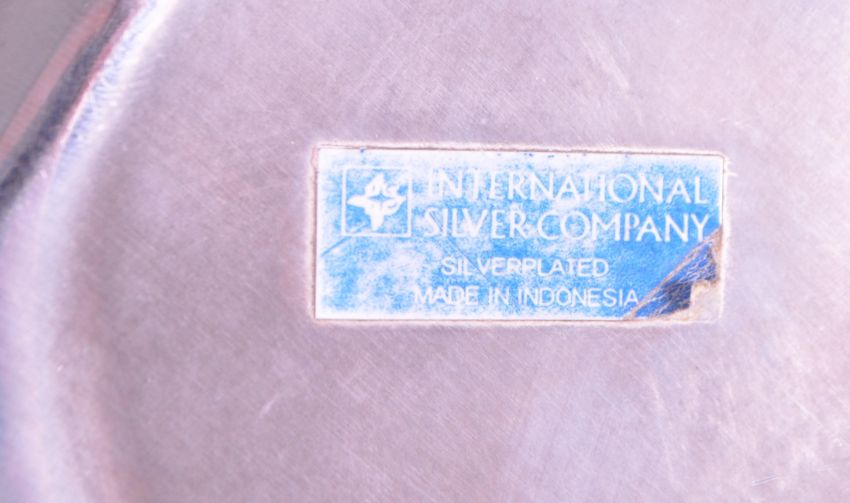 INTERNATIONAL
SILVER COMPANY
SILVERPLATED
MADE IN INDONESIA